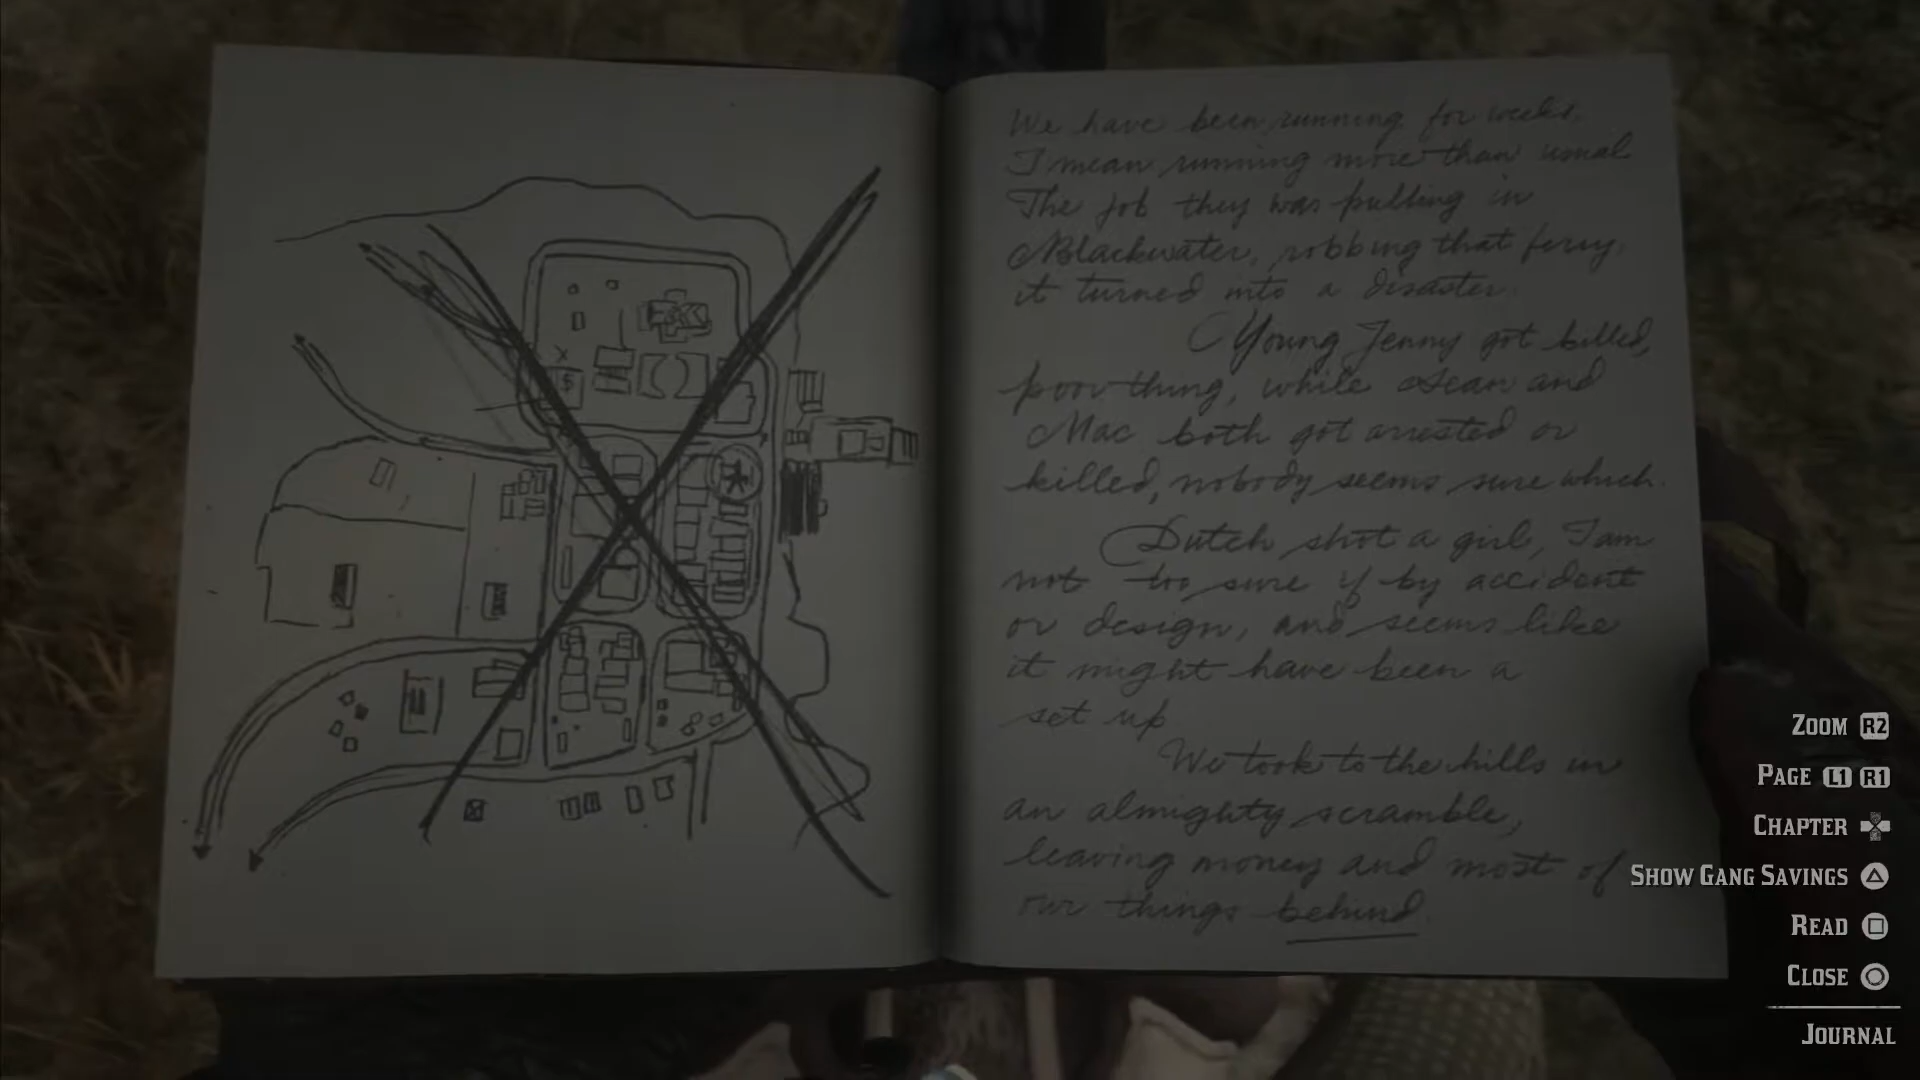 We have been running for weeks.
I mean running more than usual
The job they was pulling in
Blackwater, robbing that ferry,
it turned into a disaster.
Young Jenny got killed,
poor thing, while Sean and
Mac both got arrested or
killed, nobody seems sure which.
Dutch shot a girl, I am
not too sure if by accident
or design, and seems like
it might have been a
set up
We took to the hills in
an almighty scramble,
leaving money and most of
our things behind.
$
ZOOM R2
PAGE L1 R1
CHAPTER
SHOW GANG SAVINGS
READ
CLOSE
JOURNAL